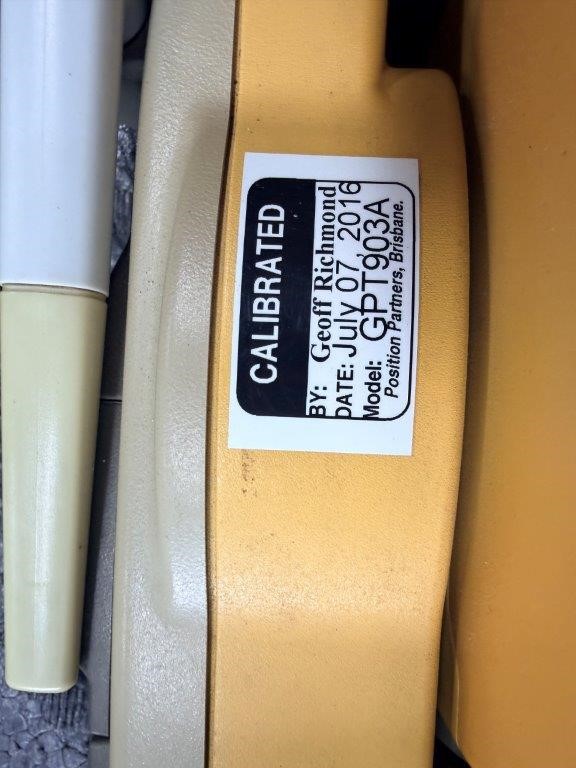 CALIBRATED
BY: Geoff Richmond
DATE: July 07, 2016
Model: GPT903A
Position Partners, Brisbane.